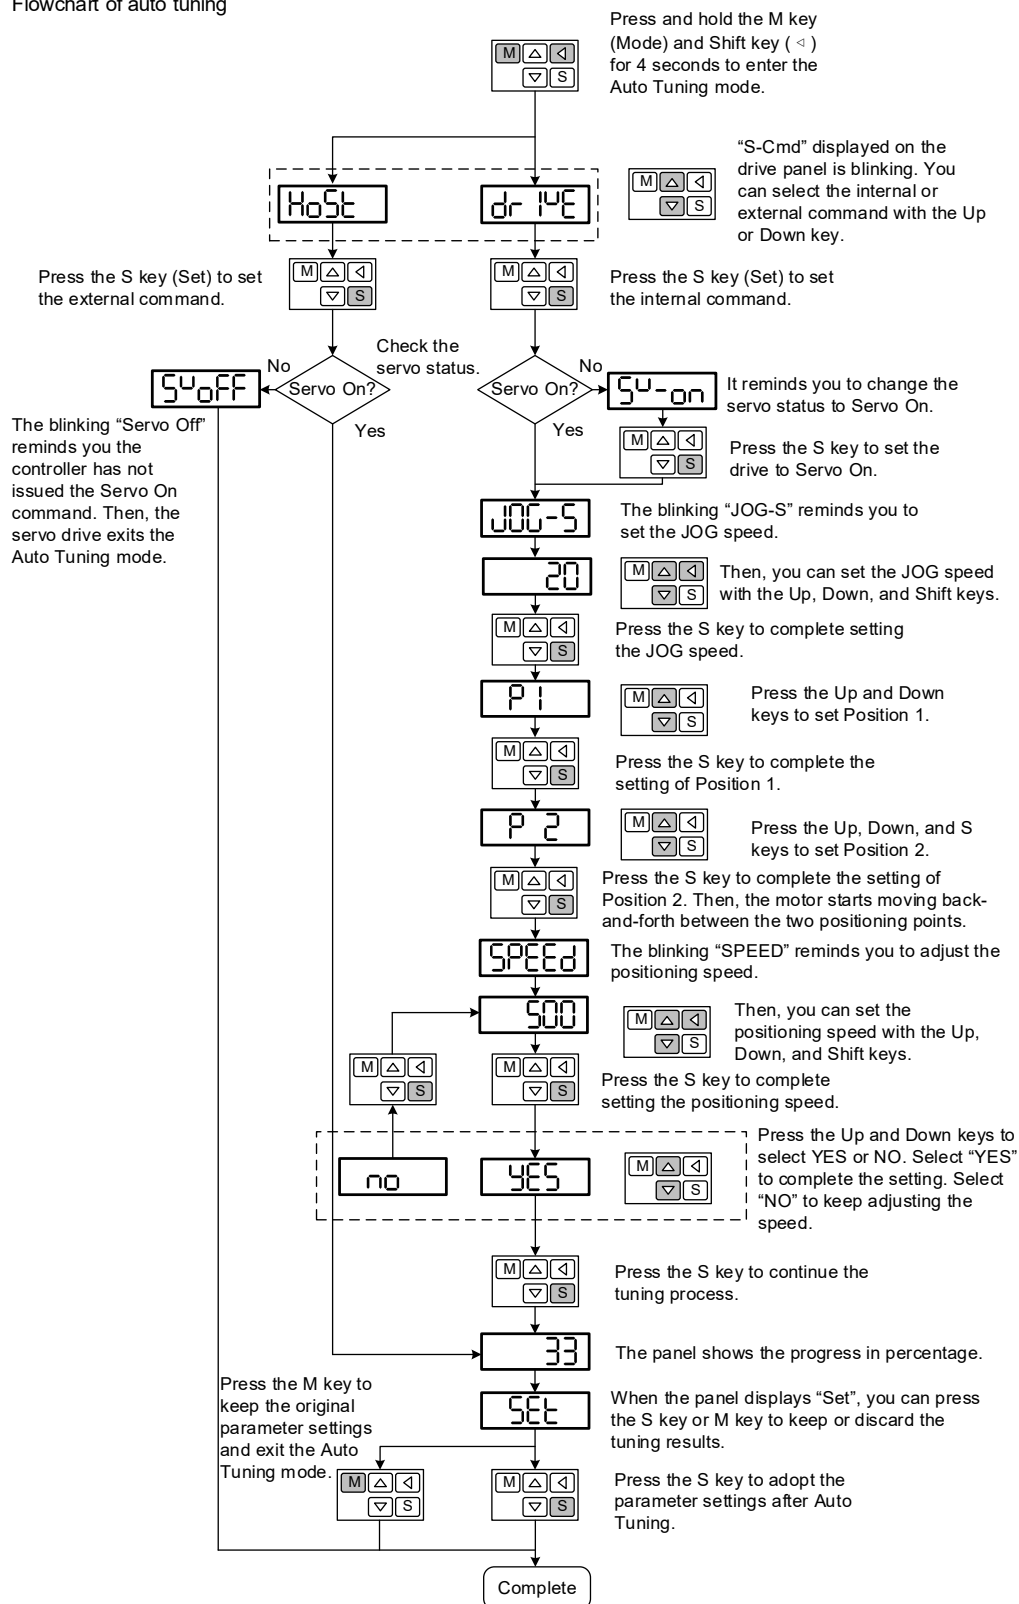 Flowchart of auto tuning
Press and hold the M key
(Mode) and Shift key (◁)
for 4 seconds to enter the
Auto Tuning mode.
M
S
"S-Cmd" displayed on the
drive panel is blinking. You
can select the internal or
external command with the Up
or Down key.
M
S
HoSt
drIvE
Press the S key (Set) to set
the external command.
M
S
M
S
Press the S key (Set) to set
the internal command.
Check the
servo status.
No
Servo On?
Yes
SvoFF
The blinking "Servo Off"
reminds you the
controller has not
issued the Servo On
command. Then, the
servo drive exits the
Auto Tuning mode.
Servo On?
No
Yes
Sv-on
It reminds you to change the
servo status to Servo On.
M
S
Press the S key to set the
drive to Servo On.
JOG-S
The blinking "JOG-S" reminds you to
set the JOG speed.
20
M
S
Then, you can set the JOG speed
with the Up, Down, and Shift keys.
M
S
Press the S key to complete setting
the JOG speed.
P1
M
S
Press the Up and Down
keys to set Position 1.
M
S
Press the S key to complete the
setting of Position 1.
P 2
M
S
Press the Up, Down, and S
keys to set Position 2.
M
S
Press the S key to complete the setting of
Position 2. Then, the motor starts moving back-
and-forth between the two positioning points.
SPEEd
The blinking "SPEED" reminds you to adjust the
positioning speed.
500
M
S
Then, you can set the
positioning speed with the Up,
Down, and Shift keys.
M
S
M
S
Press the S key to complete
setting the positioning speed.
no
YES
M
S
Press the Up and Down keys to
select YES or NO. Select "YES"
to complete the setting. Select
"NO" to keep adjusting the
speed.
M
S
Press the S key to continue the
tuning process.
33
The panel shows the progress in percentage.
SEt
When the panel displays "Set", you can press
the S key or M key to keep or discard the
tuning results.
Press the M key to
keep the original
parameter settings
and exit the Auto
Tuning mode.
M
S
M
S
Press the S key to adopt the
parameter settings after Auto
Tuning.
Complete